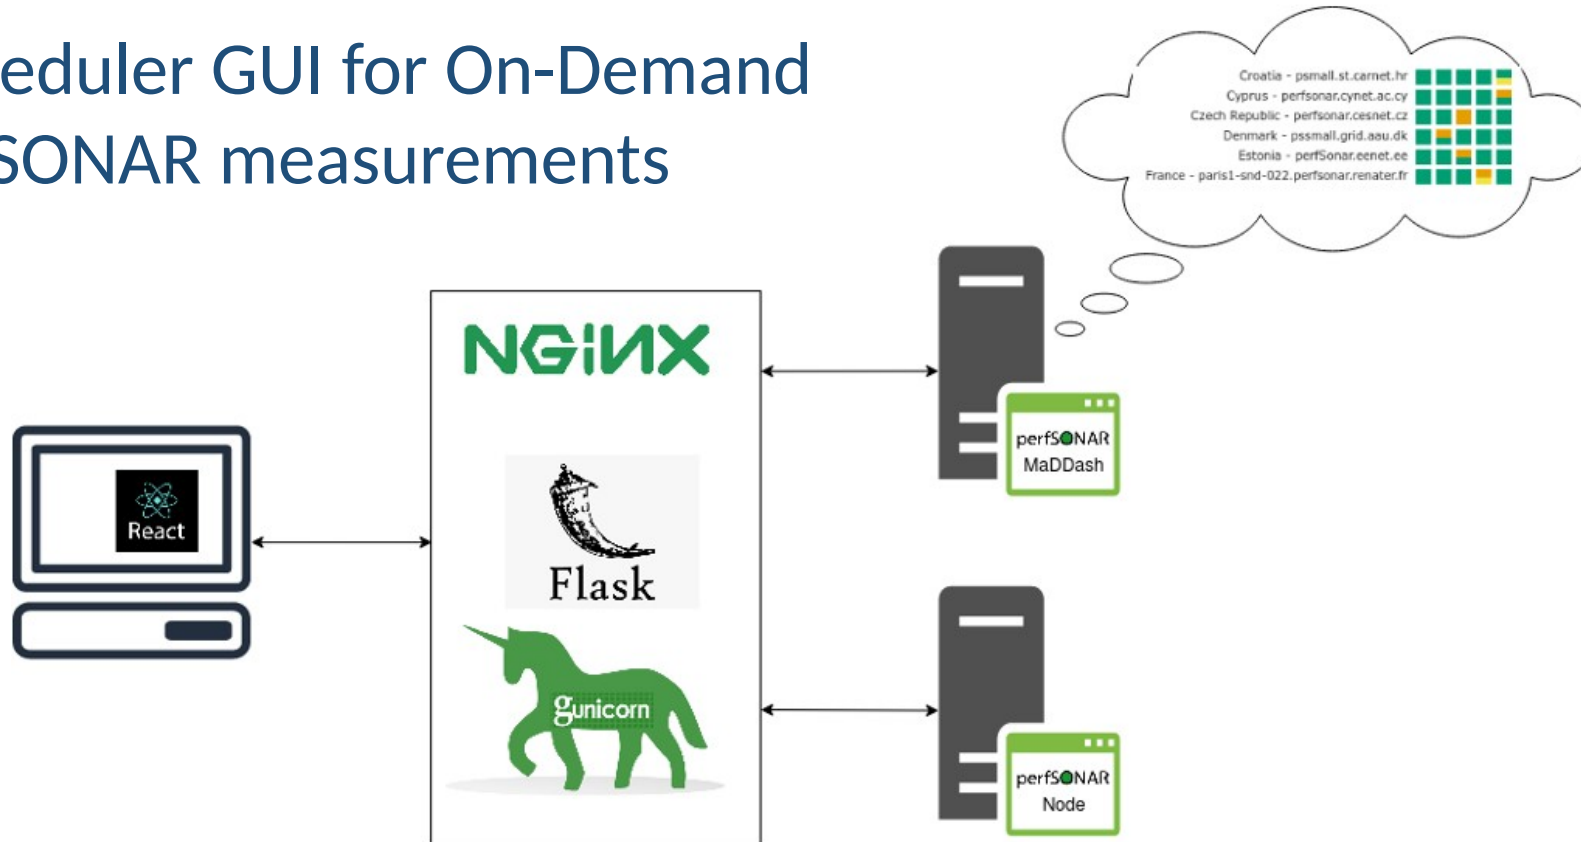 eduler GUI for On-Demand
SONAR measurements
Croatia - psmall.st.carnet.hr
Cyprus - perfsonar.cynet.ac.cy
Czech Republic - perfsonar.cesnet.cz
Denmark - pssmall.grid.aau.dk
Estonia - perfSonar.eenet.ee
France - paris1-snd-022.perfsonar.renater.fr
NGINX
perfSONAR
MaDDash
React
Flask
gunicorn
perfSONAR
Node